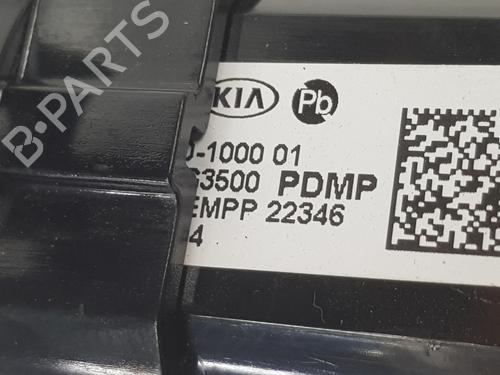 B-PARTS
KIA Pb
-1000 01
3500 PDMP
EMPP 22346
4